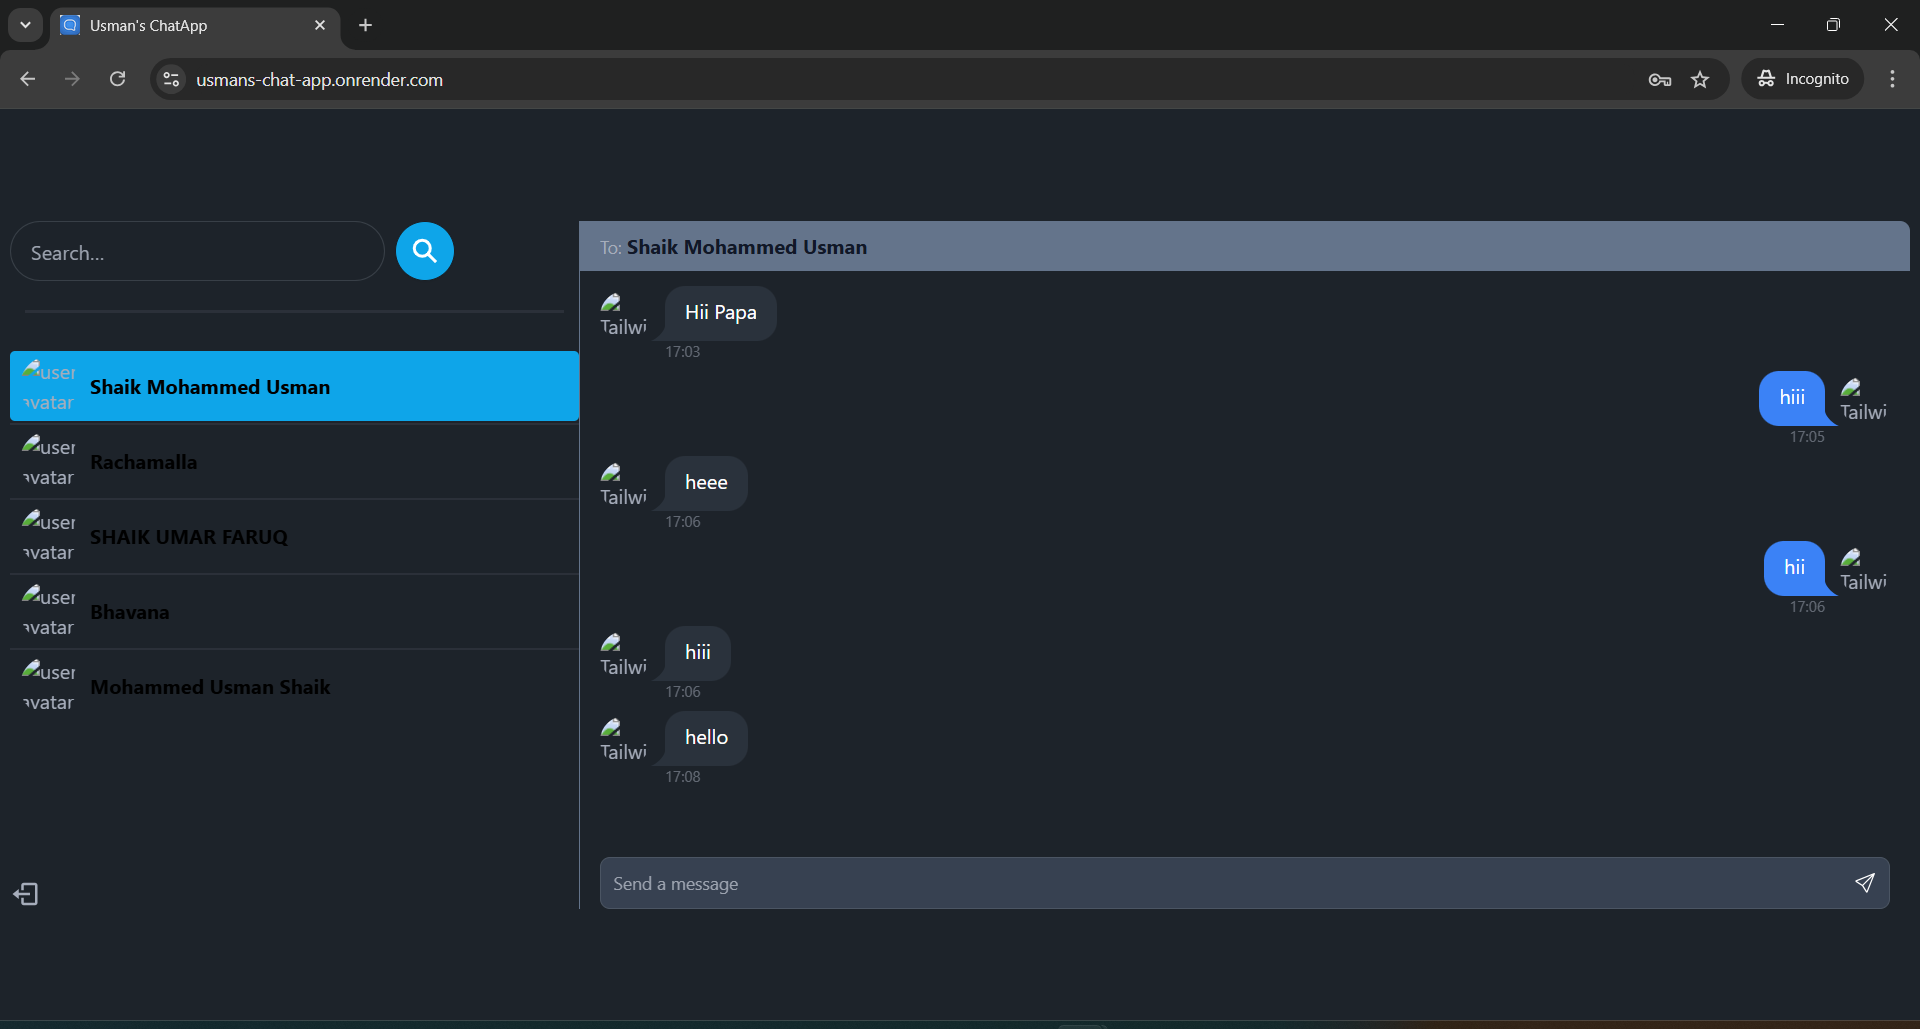 Usman's ChatApp
usmans-chat-app.onrender.com
Incognito
Search...
To: Shaik Mohammed Usman
Tailwi
Hii Papa
17:03
user
avatar
Shaik Mohammed Usman
hiii
Tailwi
17:05
user
avatar
Rachamalla
Tailwi
heee
17:06
user
avatar
SHAIK UMAR FARUQ
hii
Tailwi
17:06
user
avatar
Bhavana
Tailwi
hiii
17:06
user
avatar
Mohammed Usman Shaik
Tailwi
hello
17:08
Send a message